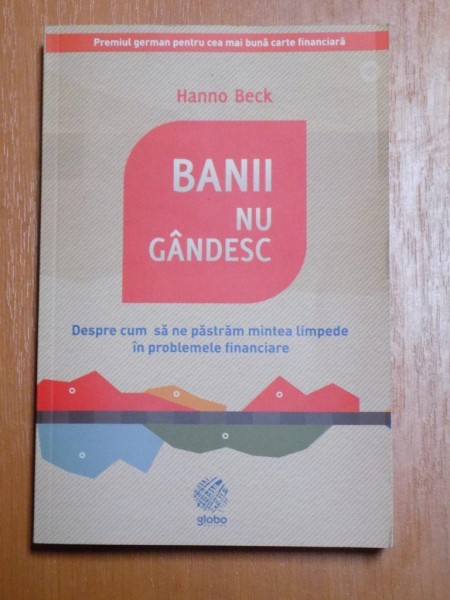 Premiul german pentru cea mai bună carte financiară
Hanno Beck
BANII
NU
GÂNDESC
Despre cum să ne păstrăm mintea limpede
în problemele financiare
globo